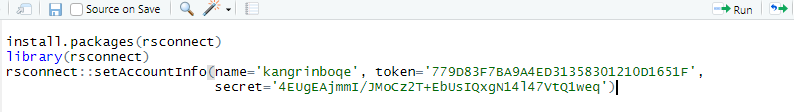 Source on Save
Run
install.packages(rsconnect)
library(rsconnect)
rsconnect::setAccountInfo(name='kangrinboqe', token='779D83F7BA9A4ED31358301210D1651F',
secret='4EUgEAjmmI/JMoCz2T+EbUsIQxgN14l47VtQ1weq')